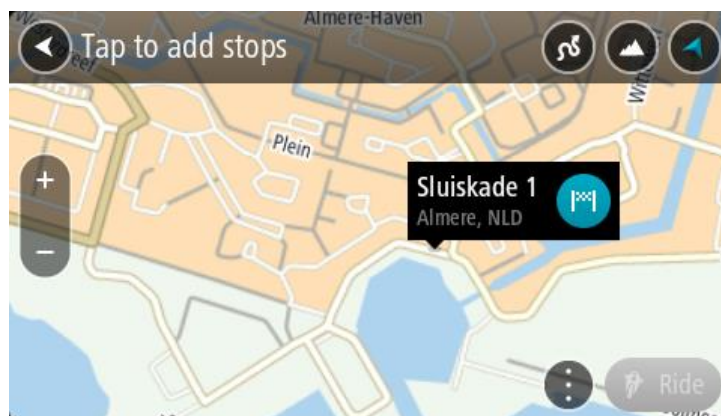 Almere-Haven
Tap to add stops
Plein
Sluiskade 1
Almere, NLD
+
−
Ride